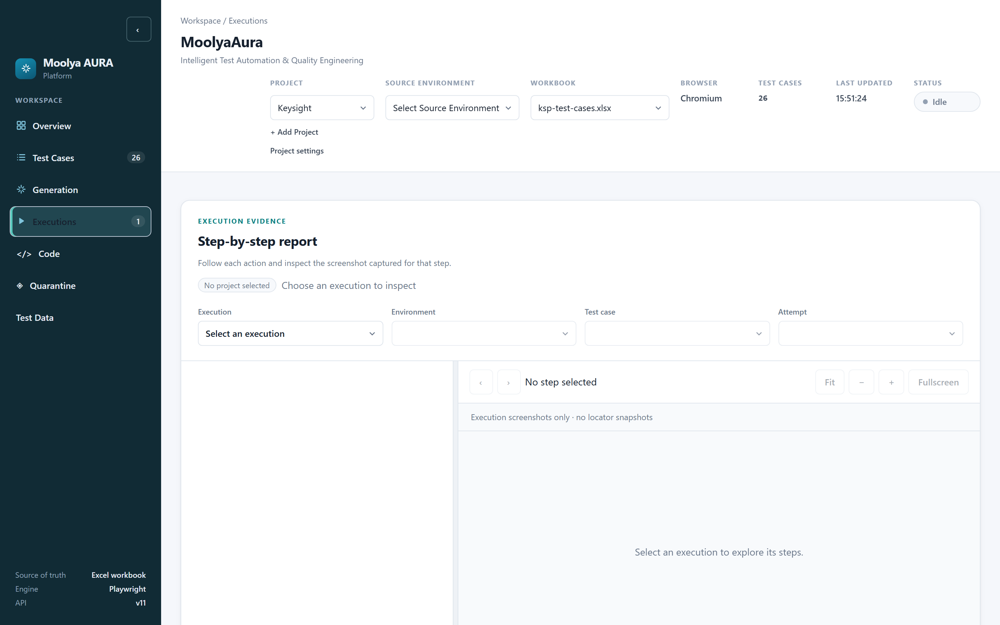 ‹
Moolya AURA
Platform
WORKSPACE
Overview
Test Cases 26
Generation
Executions 1
</> Code
Quarantine
Test Data
Source of truth Excel workbook
Engine Playwright
API v11
Workspace / Executions
MoolyaAura
Intelligent Test Automation & Quality Engineering
PROJECT SOURCE ENVIRONMENT WORKBOOK BROWSER TEST CASES LAST UPDATED STATUS
Keysight Select Source Environment ksp-test-cases.xlsx Chromium 26 15:51:24 Idle
+ Add Project
Project settings
EXECUTION EVIDENCE
Step-by-step report
Follow each action and inspect the screenshot captured for that step.
No project selected Choose an execution to inspect
Execution Environment Test case Attempt
Select an execution
‹ › No step selected Fit − + Fullscreen
Execution screenshots only · no locator snapshots
Select an execution to explore its steps.